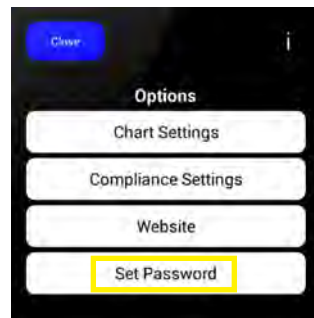 Close
i
Options
Chart Settings
Compliance Settings
Website
Set Password